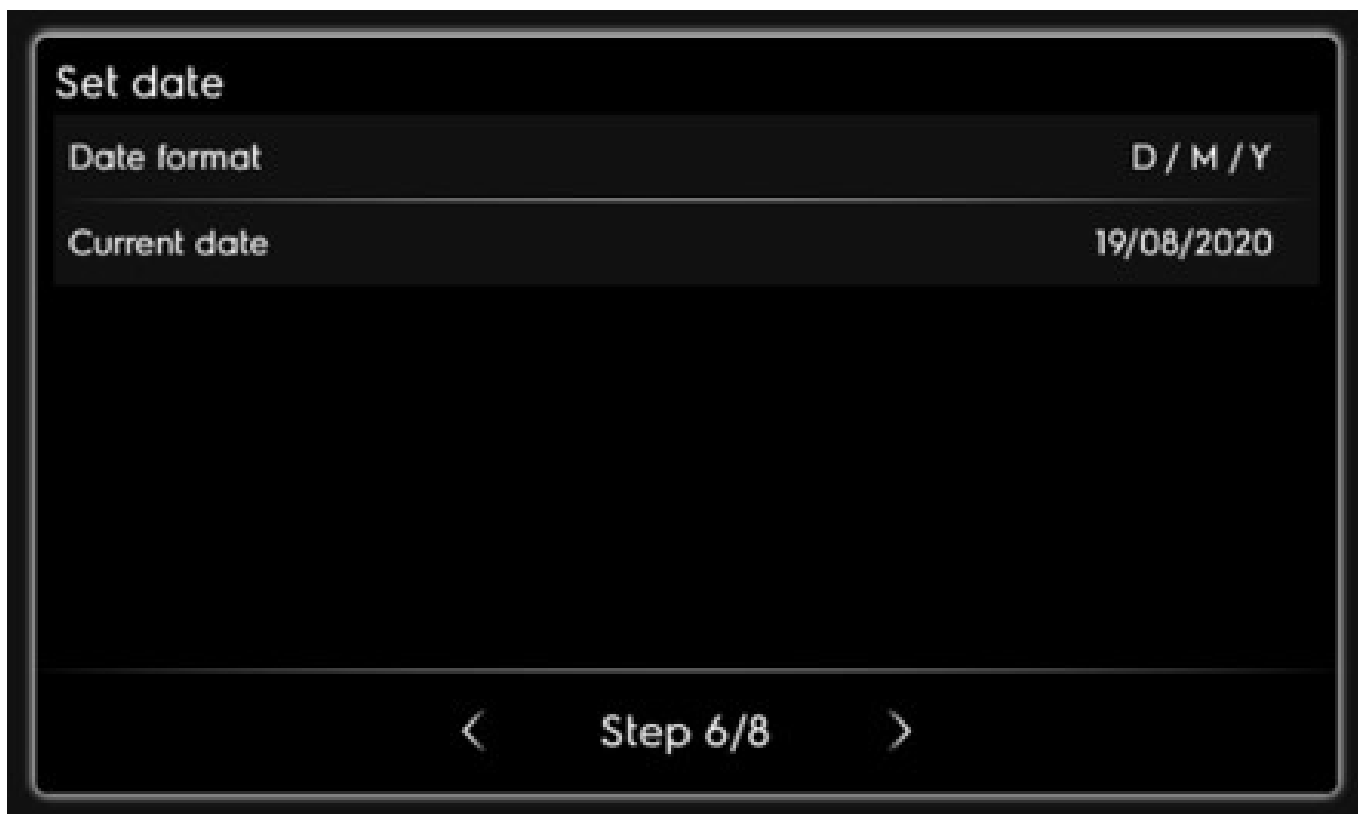 Set date
Date format D / M / Y
Current date 19/08/2020
< Step 6/8 >